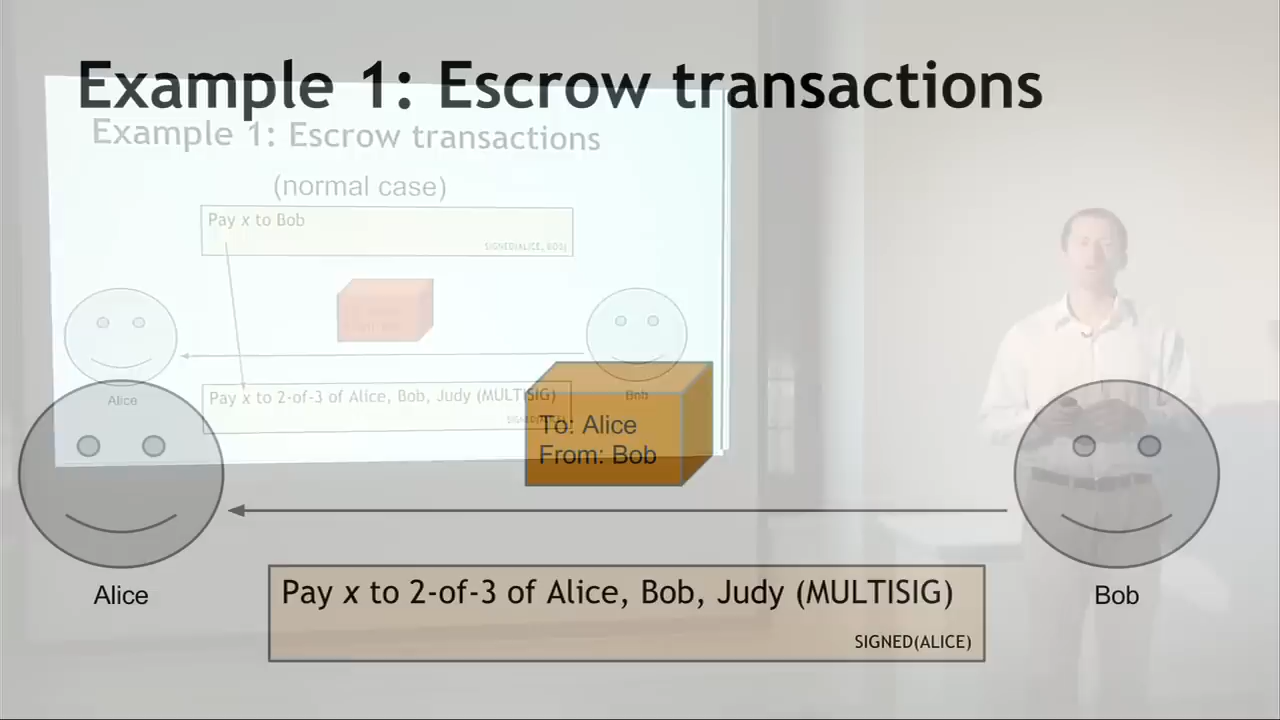 Example 1: Escrow transactions
Example 1: Escrow transactions
(normal case)
Pay x to Bob
SIGNED(ALICE, BOB)
Alice
Bob
Pay x to 2-of-3 of Alice, Bob, Judy (MULTISIG)
To: Alice
From: Bob
Alice
Bob
Pay x to 2-of-3 of Alice, Bob, Judy (MULTISIG)
SIGNED(ALICE)